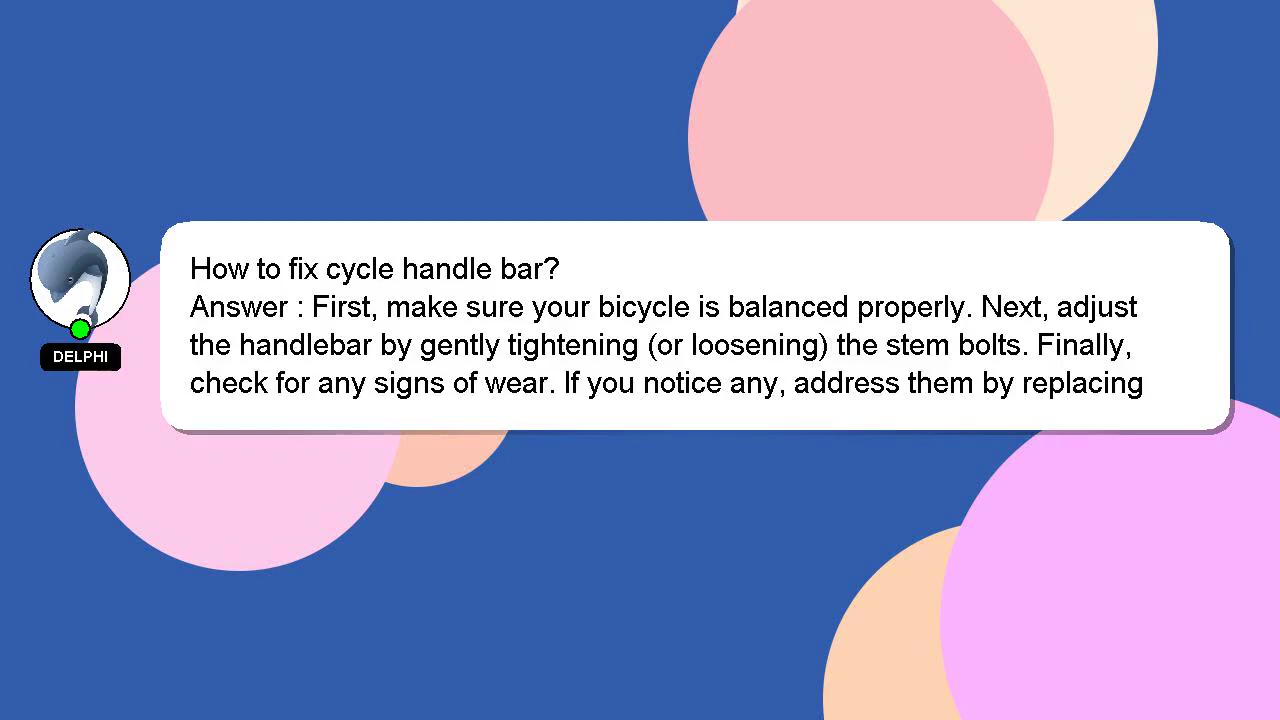 How to fix cycle handle bar?
Answer : First, make sure your bicycle is balanced properly. Next, adjust
the handlebar by gently tightening (or loosening) the stem bolts. Finally,
check for any signs of wear. If you notice any, address them by replacing
DELPHI